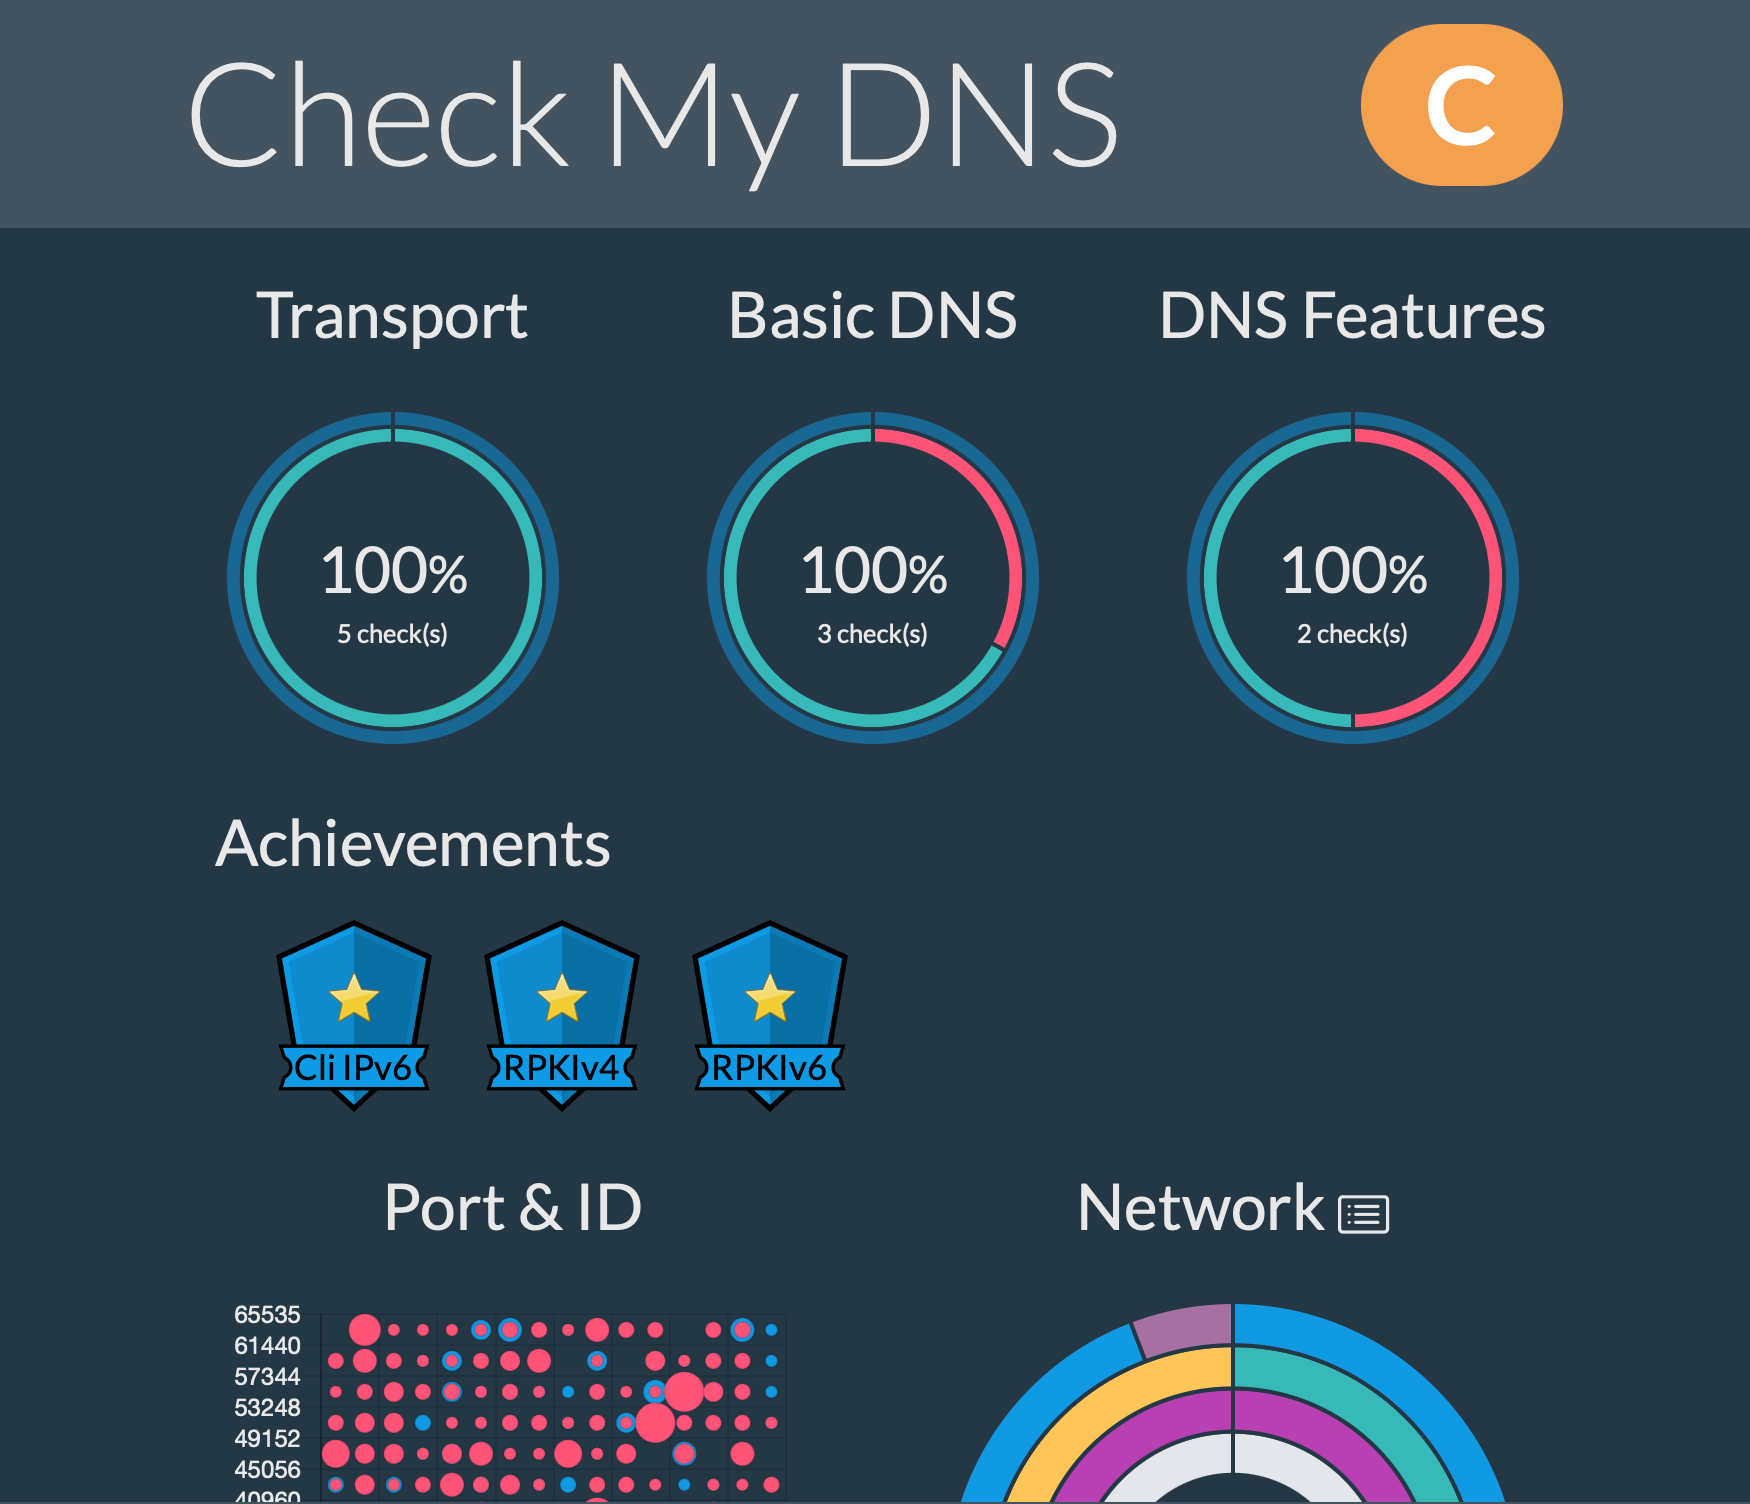 Check My DNS
C
Transport
Basic DNS
DNS Features
100%
5 check(s)
100%
3 check(s)
100%
2 check(s)
Achievements
Cli IPv6
RPKIv4
RPKIv6
Port & ID
Network
65535
61440
57344
53248
49152
45056
40960